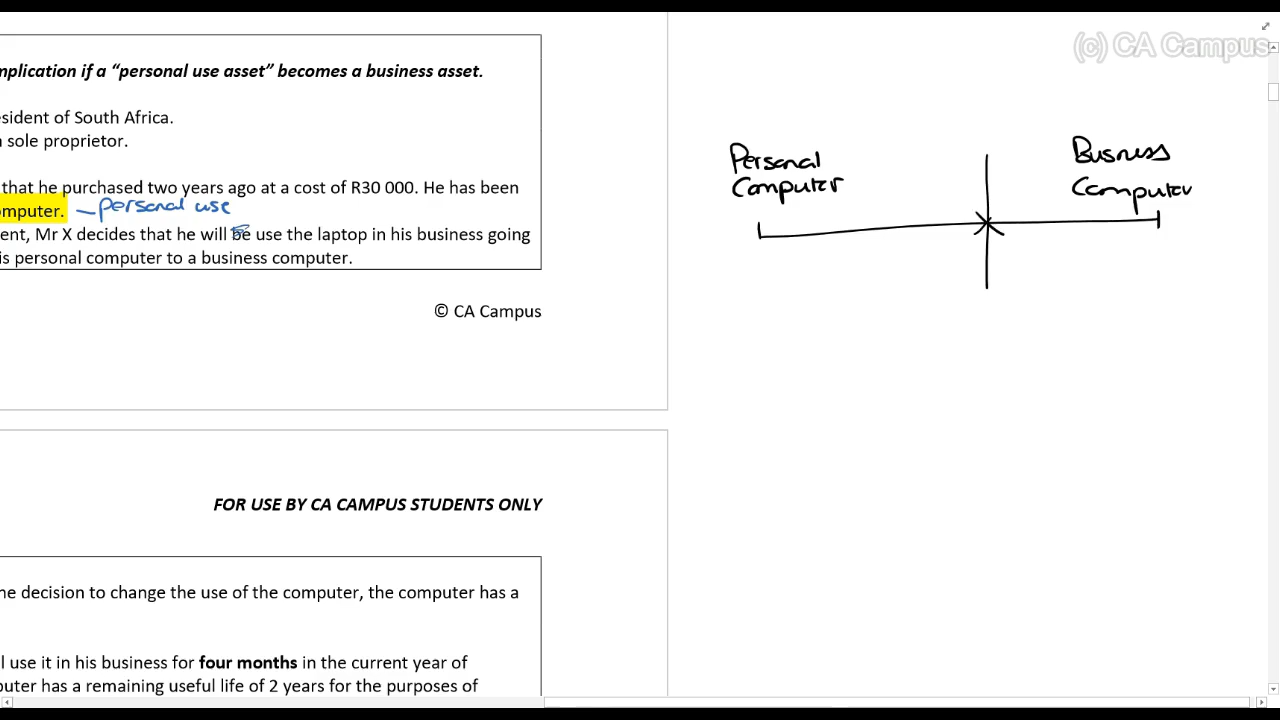 (c) CA Campus
mplication if a “personal use asset” becomes a business asset.
esident of South Africa.
sole proprietor.
that he purchased two years ago at a cost of R30 000. He has been
omputer. – personal use
ent, Mr X decides that he will be use the laptop in his business going
is personal computer to a business computer.
© CA Campus
Personal
Computer
Business
Computer
FOR USE BY CA CAMPUS STUDENTS ONLY
he decision to change the use of the computer, the computer has a
l use it in his business for four months in the current year of
puter has a remaining useful life of 2 years for the purposes of